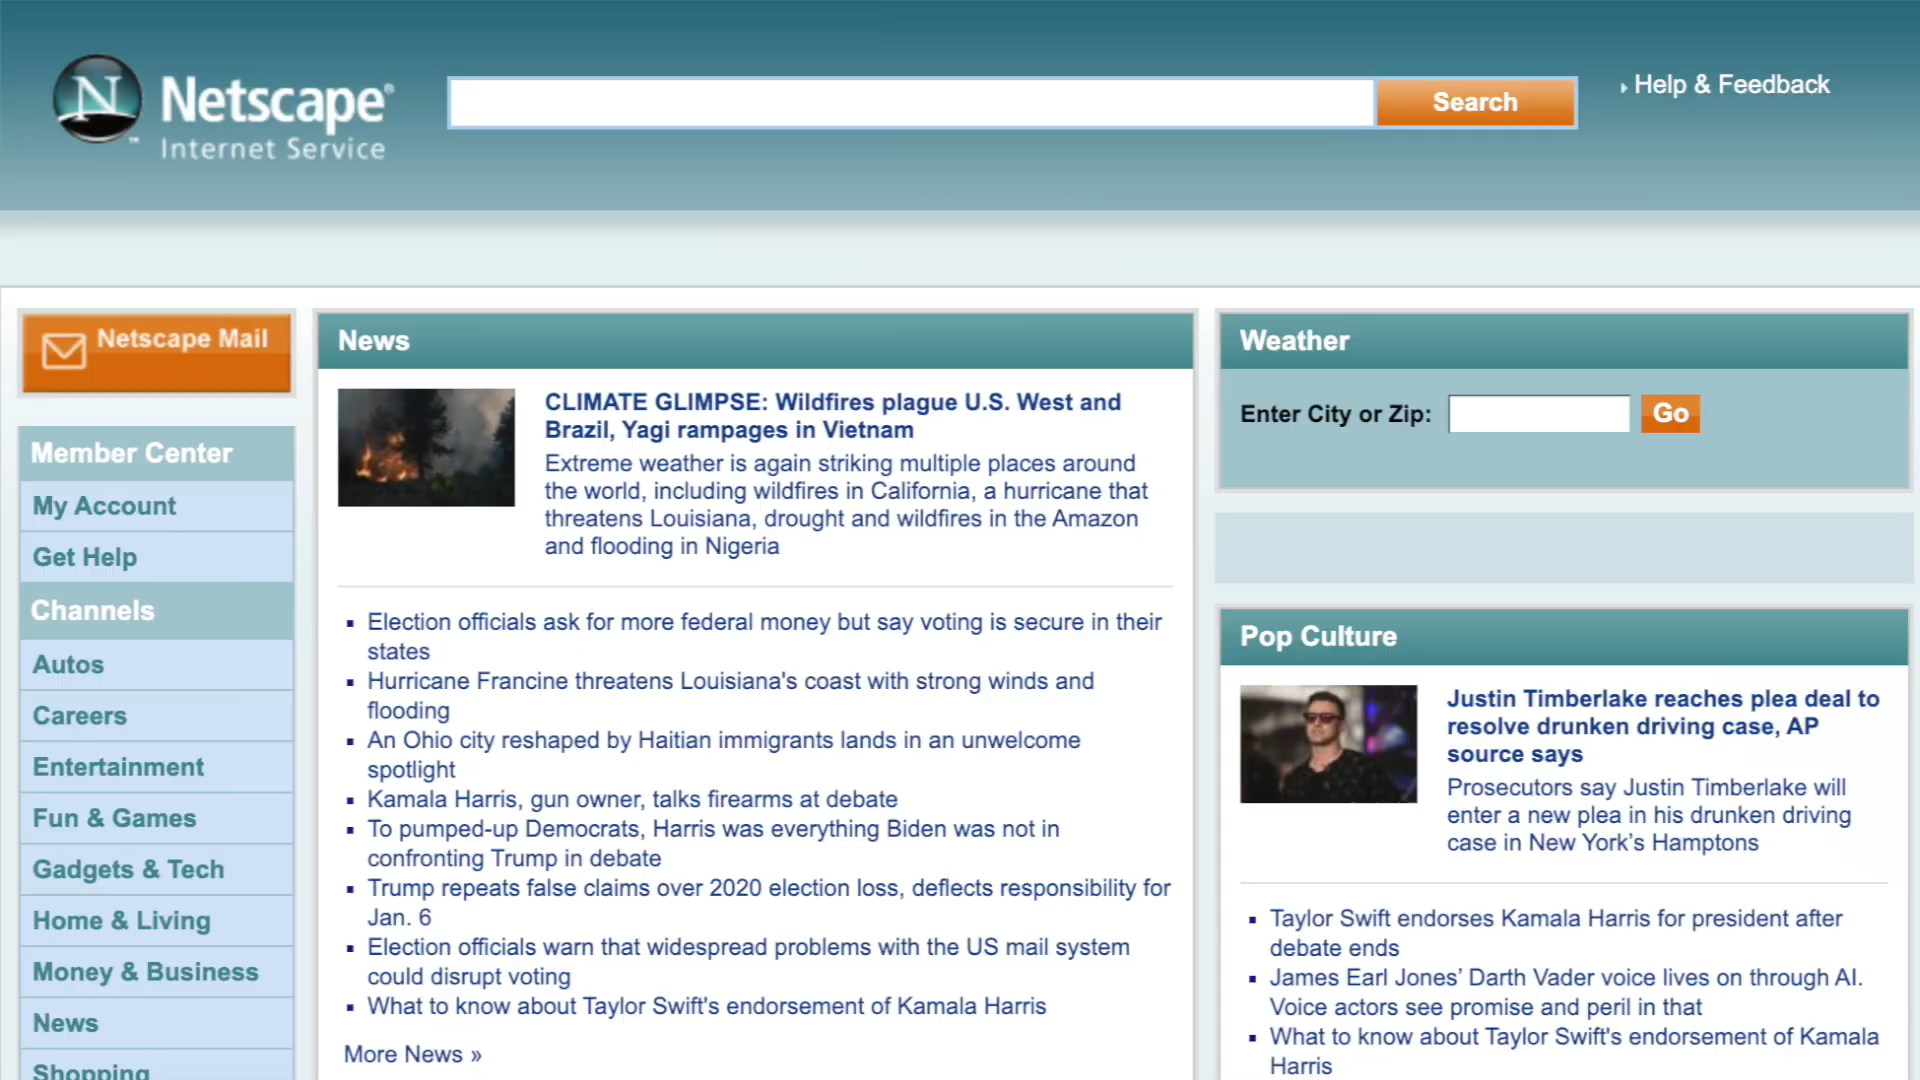 Netscape®
Internet Service
Search
Help & Feedback
Netscape Mail
Member Center
My Account
Get Help
Channels
Autos
Careers
Entertainment
Fun & Games
Gadgets & Tech
Home & Living
Money & Business
News
Shopping
News
CLIMATE GLIMPSE: Wildfires plague U.S. West and
Brazil, Yagi rampages in Vietnam
Extreme weather is again striking multiple places around
the world, including wildfires in California, a hurricane that
threatens Louisiana, drought and wildfires in the Amazon
and flooding in Nigeria
Election officials ask for more federal money but say voting is secure in their
states
Hurricane Francine threatens Louisiana's coast with strong winds and
flooding
An Ohio city reshaped by Haitian immigrants lands in an unwelcome
spotlight
Kamala Harris, gun owner, talks firearms at debate
To pumped-up Democrats, Harris was everything Biden was not in
confronting Trump in debate
Trump repeats false claims over 2020 election loss, deflects responsibility for
Jan. 6
Election officials warn that widespread problems with the US mail system
could disrupt voting
What to know about Taylor Swift's endorsement of Kamala Harris
More News »
Weather
Enter City or Zip:
Go
Pop Culture
Justin Timberlake reaches plea deal to
resolve drunken driving case, AP
source says
Prosecutors say Justin Timberlake will
enter a new plea in his drunken driving
case in New York’s Hamptons
Taylor Swift endorses Kamala Harris for president after
debate ends
James Earl Jones’ Darth Vader voice lives on through AI.
Voice actors see promise and peril in that
What to know about Taylor Swift's endorsement of Kamala
Harris